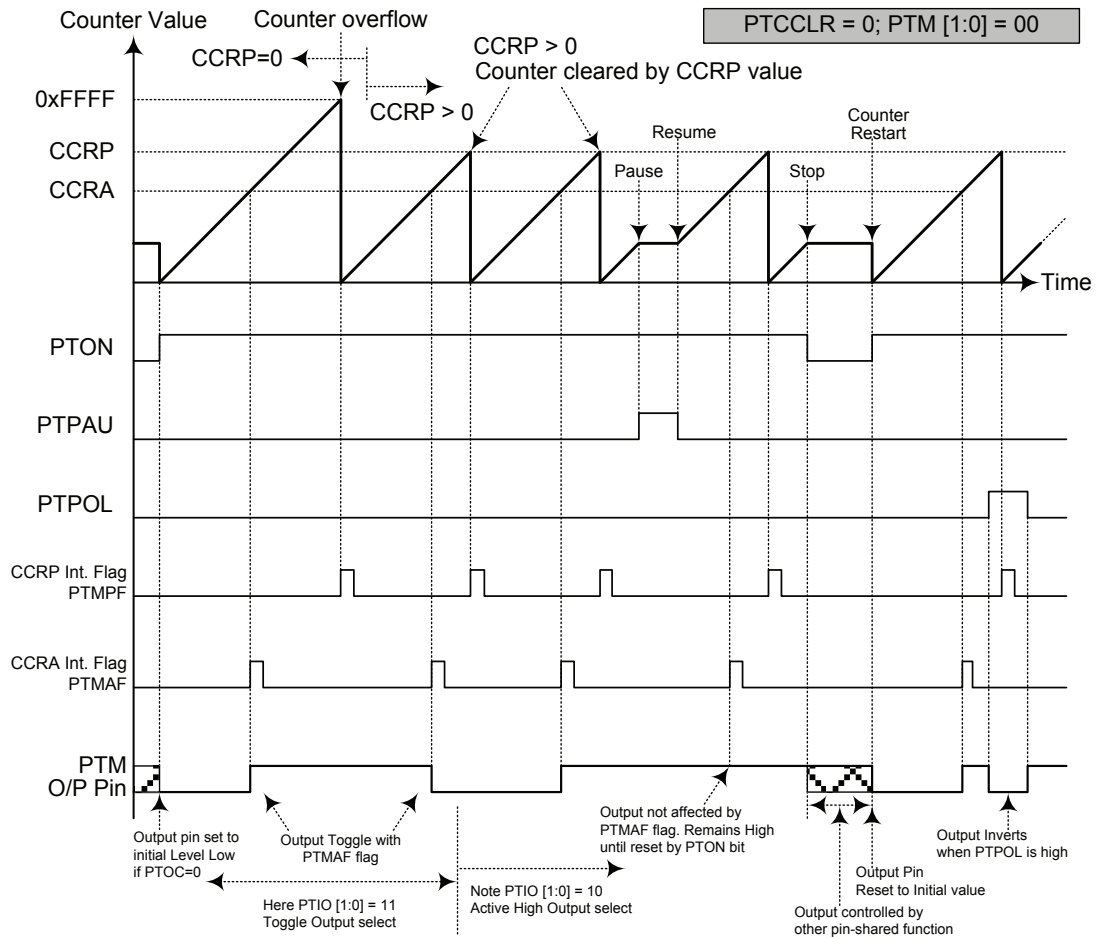 Counter Value
Counter overflow
PTCCLR = 0; PTM [1:0] = 00
CCRP=0
CCRP > 0
CCRP > 0
Counter cleared by CCRP value
0xFFFF
CCRP
CCRA
Pause
Resume
Stop
Counter
Restart
Time
PTON
PTPAU
PTPOL
CCRP Int. Flag
PTMPF
CCRA Int. Flag
PTMAF
PTM
O/P Pin
Output pin set to
initial Level Low
if PTOC=0
Output Toggle with
PTMAF flag
Output not affected by
PTMAF flag. Remains High
until reset by PTON bit
Output Inverts
when PTPOL is high
Output Pin
Reset to Initial value
Here PTIO [1:0] = 11
Toggle Output select
Note PTIO [1:0] = 10
Active High Output select
Output controlled by
other pin-shared function